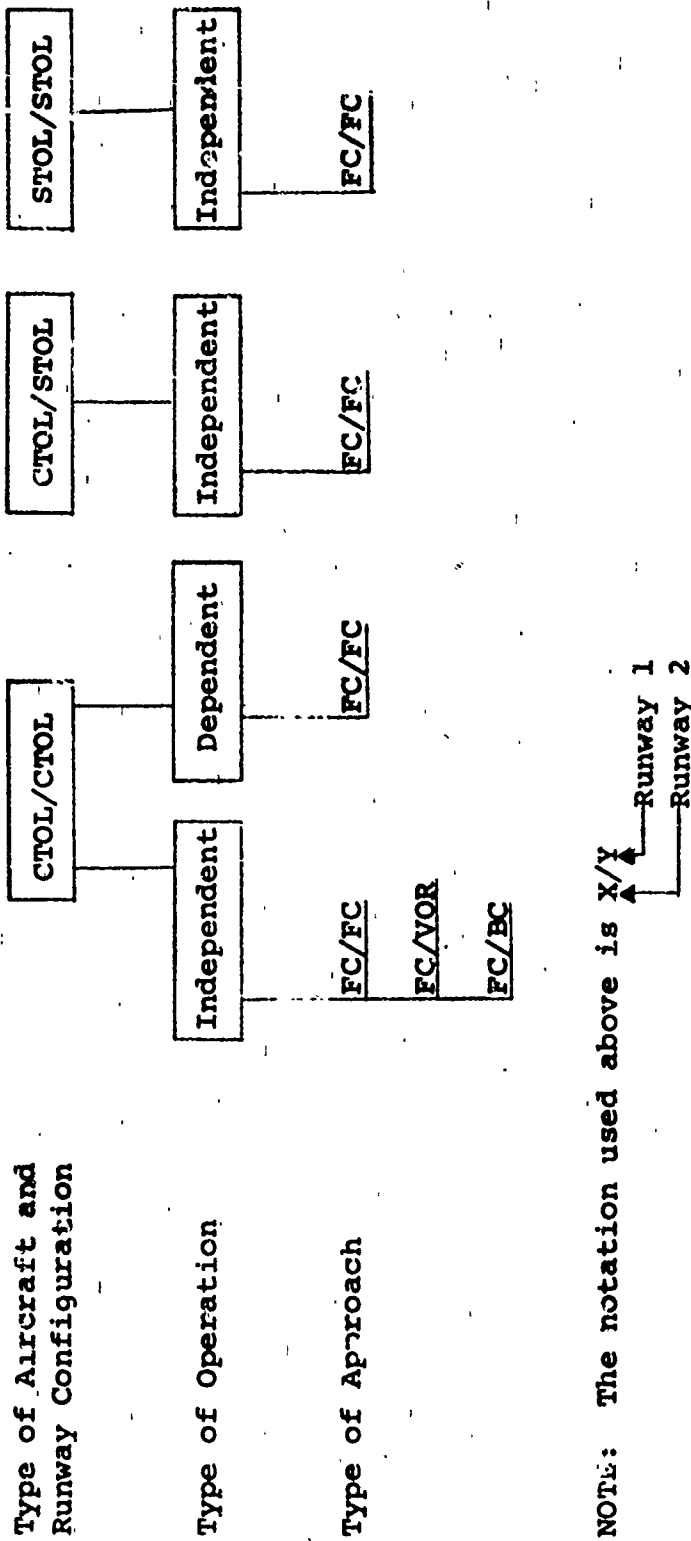 Type of Aircraft and
Runway Configuration
CTOL/CTOL
CTOL/STOL
STOL/STOL
Type of Operation
Independent
Dependent
Independent
Independent
Type of Approach
FC/FC
FC/FC
FC/FC
FC/FC
FC/VOR
FC/BC
NOTE: The notation used above is X/Y
Runway 1
Runway 2